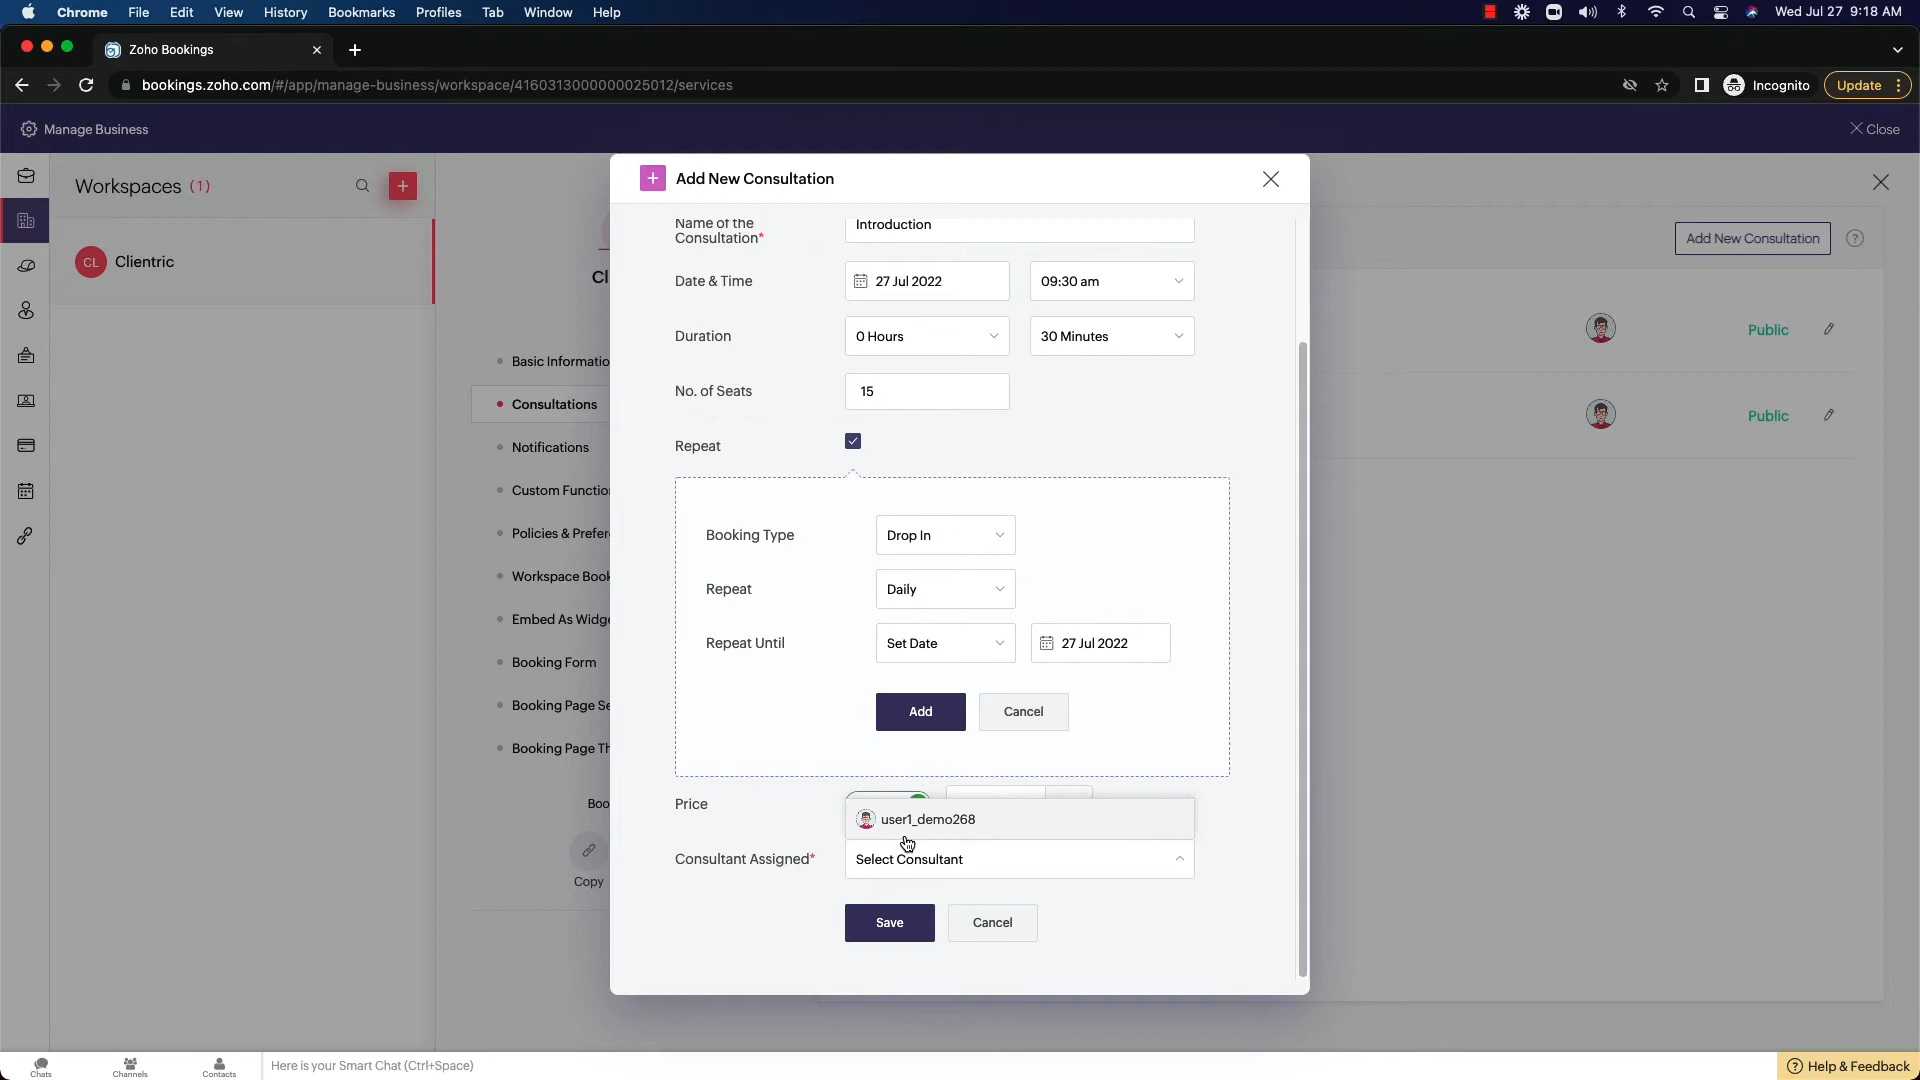 Chrome File Edit View History Bookmarks Profiles Tab Window Help Wed Jul 27 9:18 AM
Zoho Bookings
bookings.zoho.com/#/app/manage-business/workspace/4160313000000025012/services Incognito Update
Manage Business Close
Workspaces (1)
CL Clientric
Cl
Basic Informatio
Consultations
Notifications
Custom Functio
Policies & Prefer
Workspace Book
Embed As Widge
Booking Form
Booking Page Se
Booking Page Th
Boo
Copy
Add New Consultation
Public
Public
Add New Consultation
Name of the Consultation* Introduction
Date & Time 27 Jul 2022 09:30 am
Duration 0 Hours 30 Minutes
No. of Seats 15
Repeat
Booking Type Drop In
Repeat Daily
Repeat Until Set Date 27 Jul 2022
Add Cancel
Price
user1_demo268
Consultant Assigned* Select Consultant
Save Cancel
Chats Channels Contacts Here is your Smart Chat (Ctrl+Space) Help & Feedback